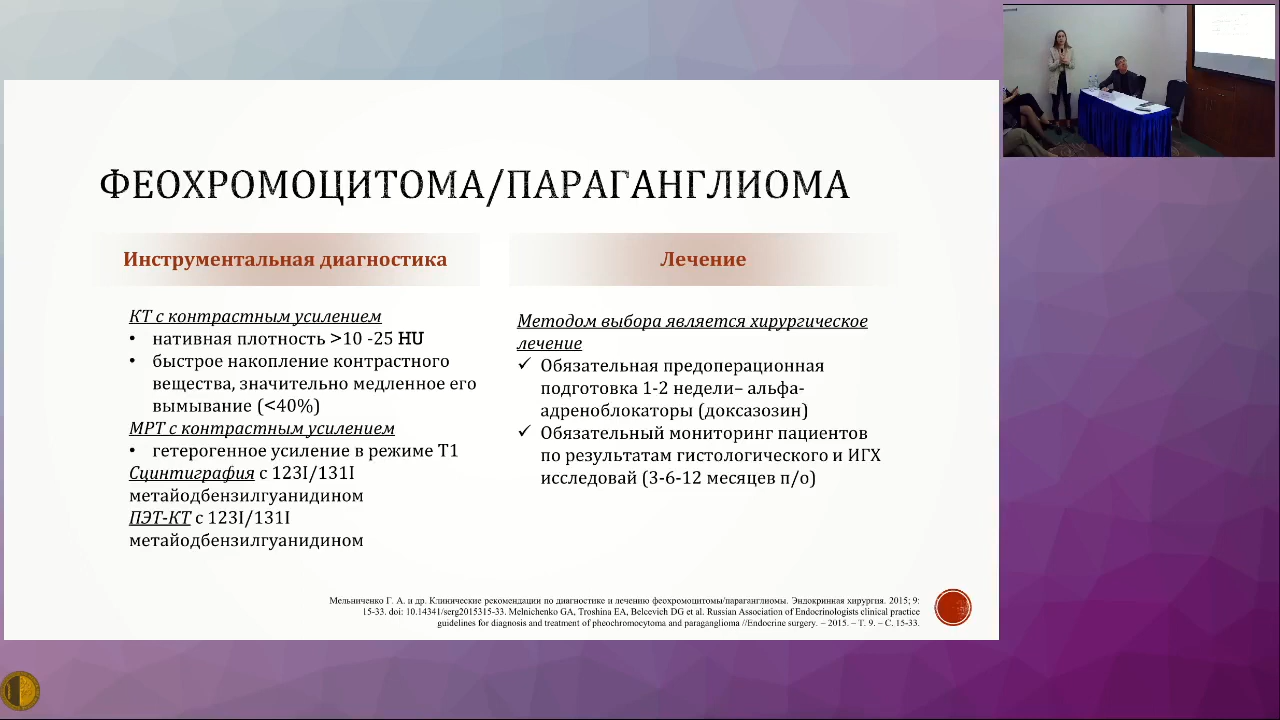 ФЕОХРОМОЦИТОМА/ПАРАГАНГЛИОМА
Инструментальная диагностика
КТ с контрастным усилением
• нативная плотность >10 -25 HU
• быстрое накопление контрастного
вещества, значительно медленное его
вымывание (<40%)
МРТ с контрастным усилением
• гетерогенное усиление в режиме Т1
Сцинтиграфия с 123I/131I
метайодбензилгуанидином
ПЭТ-КТ с 123I/131I
метайодбензилгуанидином
Лечение
Методом выбора является хирургическое
лечение
✓ Обязательная предоперационная
подготовка 1-2 недели– альфа-
адреноблокаторы (доксазозин)
✓ Обязательный мониторинг пациентов
по результатам гистологического и ИГХ
исследовай (3-6-12 месяцев п/о)
Мельниченко Г. А. и др. Клинические рекомендации по диагностике и лечению феохромоцитомы/параганглиомы. Эндокринная хирургия. 2015; 9:
15-33. doi: 10.14341/serg2015315-33. Melnichenko GA, Troshina EA, Belcevich DG et al. Russian Association of Endocrinologists clinical practice
guidelines for diagnosis and treatment of pheochromocytoma and paraganglioma //Endocrine surgery. – 2015. – Т. 9. – С. 15-33.